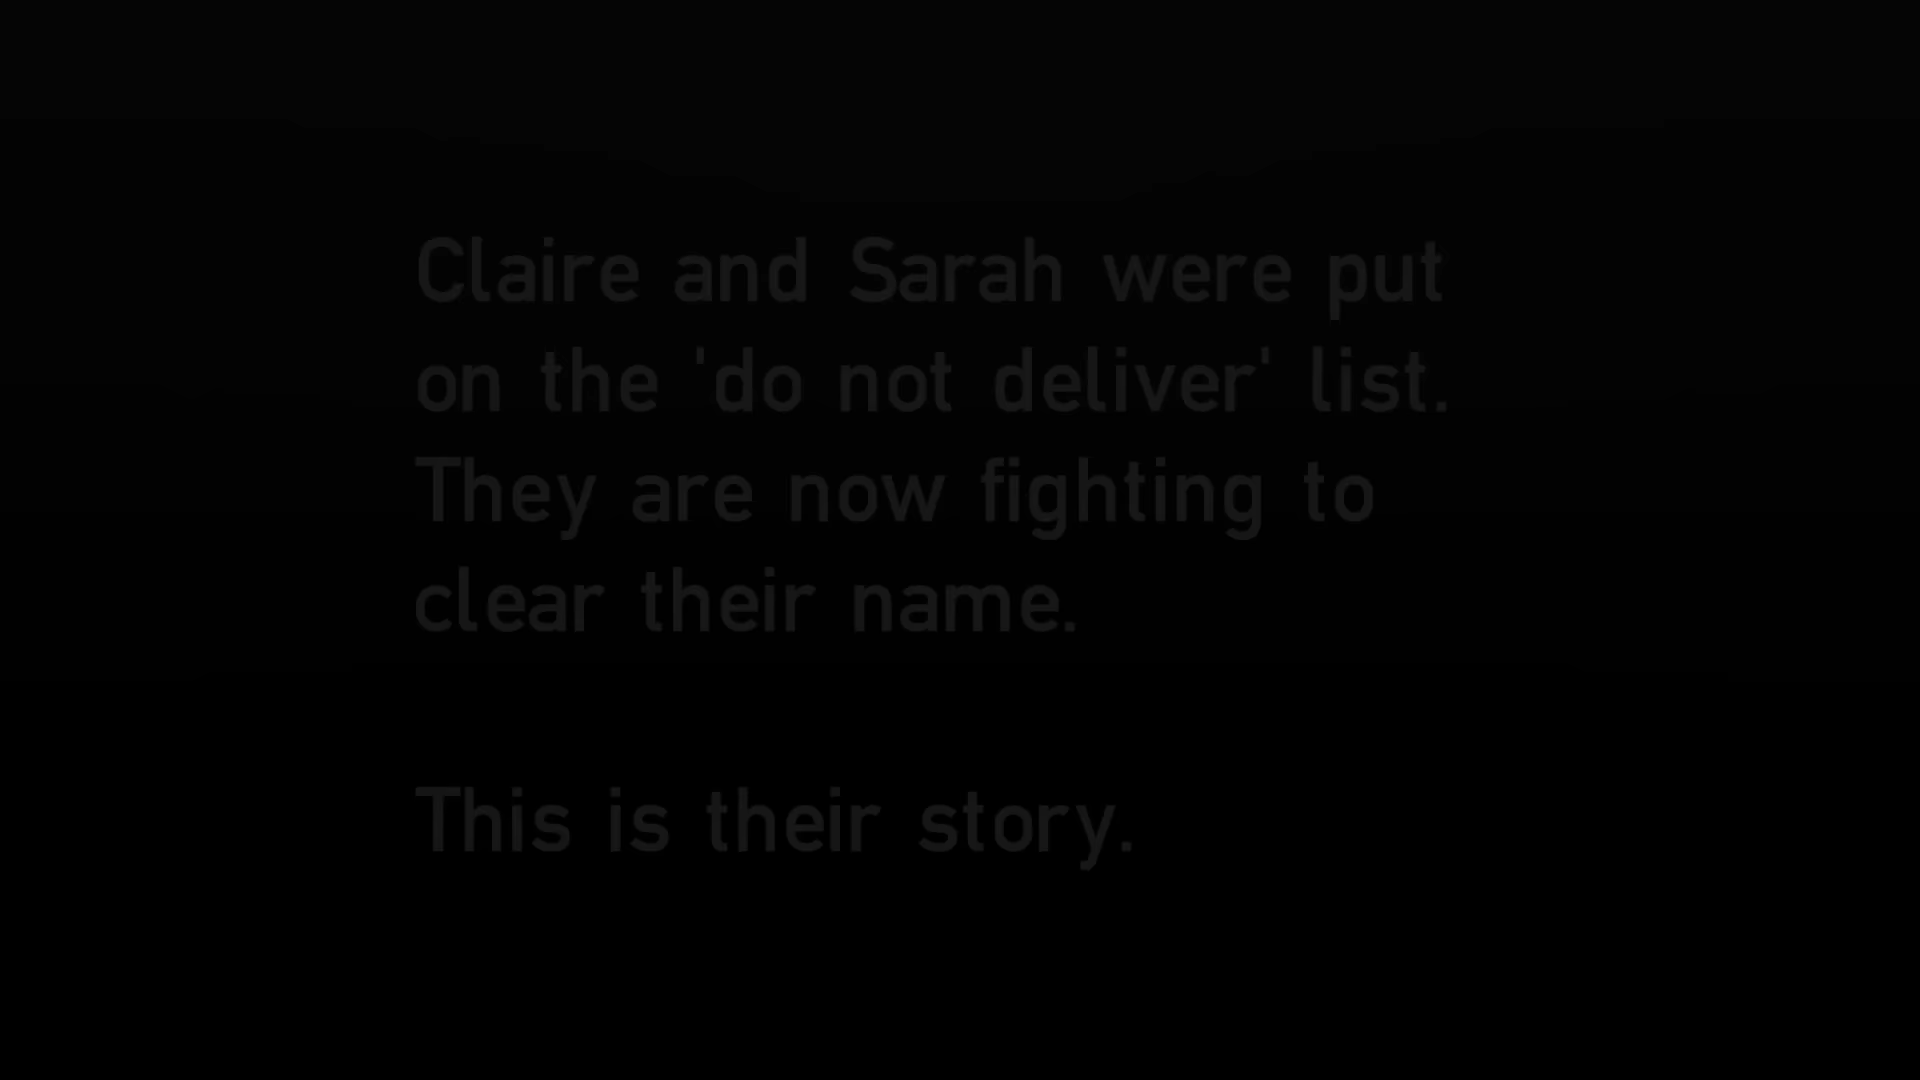 Claire and Sarah were put
on the 'do not deliver' list.
They are now fighting to
clear their name.
This is their story.